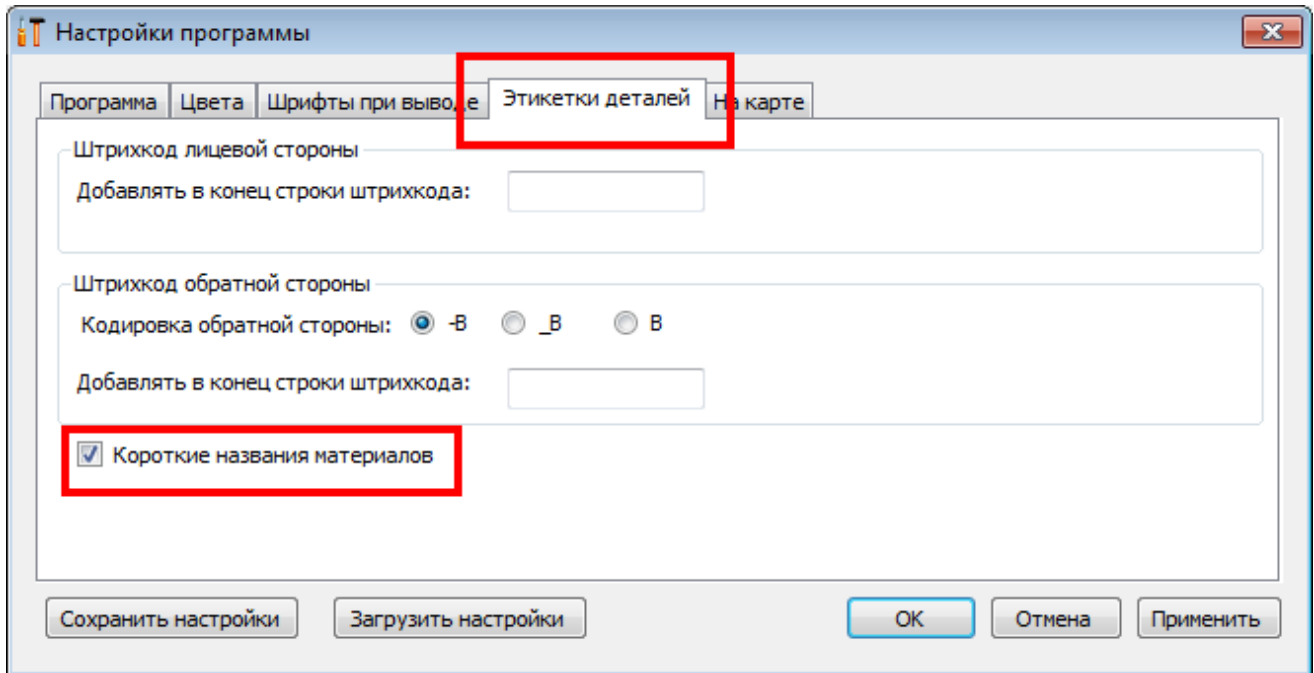 Настройки программы
Программа Цвета Шрифты при выводе Этикетки деталей На карте
Штрихкод лицевой стороны
Добавлять в конец строки штрихкода:
Штрихкод обратной стороны
Кодировка обратной стороны: -B _B B
Добавлять в конец строки штрихкода:
Короткие названия материалов
Сохранить настройки Загрузить настройки OK Отмена Применить